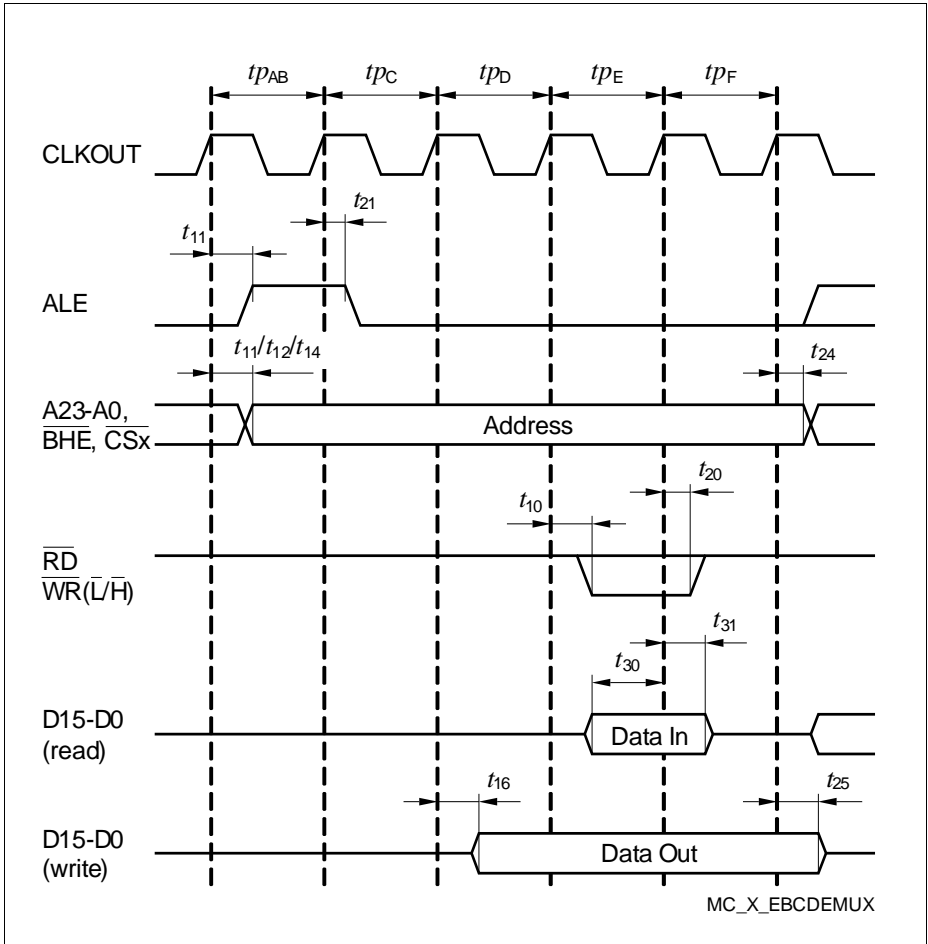 tpAB tpC tpD tpE tpF
CLKOUT
t21
t11
ALE
t11/t12/t14
t24
A23-A0,
BHE, CSx
Address
t20
t10
RD
WR(L/H)
t31
t30
D15-D0
(read)
Data In
t16
t25
D15-D0
(write)
Data Out
MC_X_EBCDEMUX